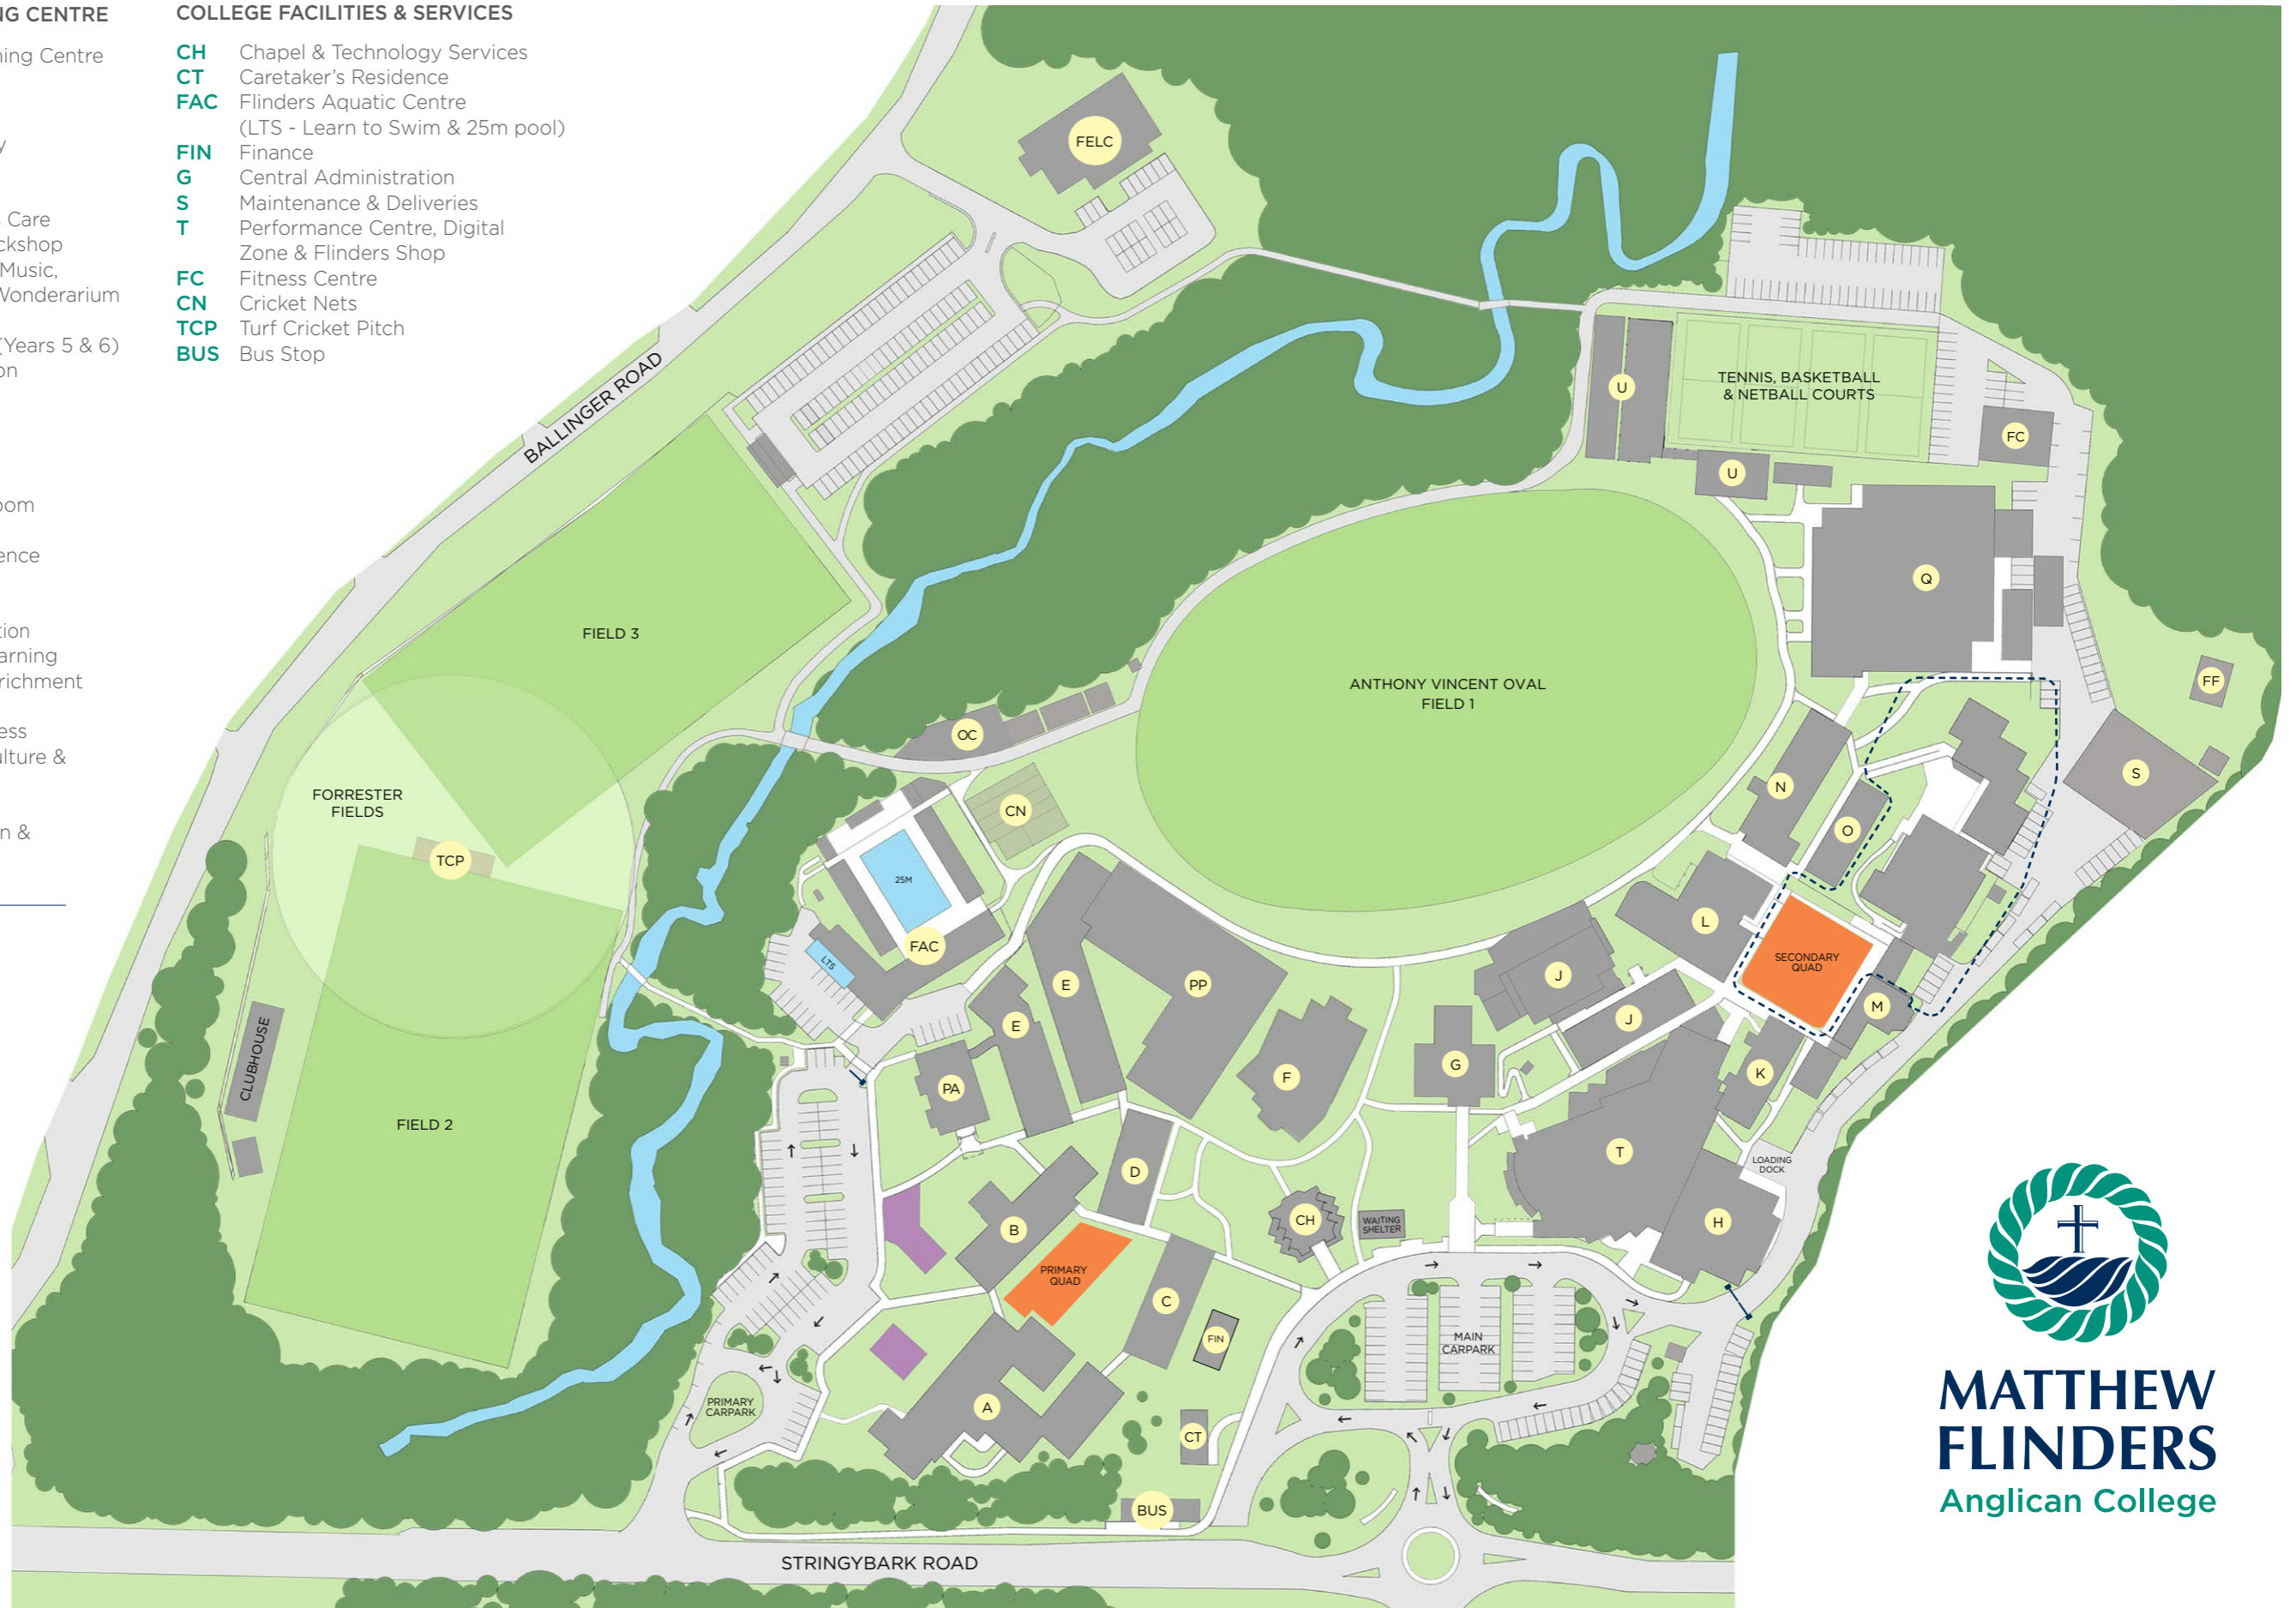 NG CENTRE
ning Centre
y
Care
ckshop
Music,
Wonderarium
(Years 5 & 6)
on
oom
ence
tion
arning
richment
ess
ulture &
n &
COLLEGE FACILITIES & SERVICES
CH Chapel & Technology Services
CT Caretaker's Residence
FAC Flinders Aquatic Centre
(LTS - Learn to Swim & 25m pool)
FIN Finance
G Central Administration
S Maintenance & Deliveries
T Performance Centre, Digital
Zone & Flinders Shop
FC Fitness Centre
CN Cricket Nets
TCP Turf Cricket Pitch
BUS Bus Stop
FELC
BALLINGER ROAD
U
TENNIS, BASKETBALL
& NETBALL COURTS
FC
U
Q
FIELD 3
ANTHONY VINCENT OVAL
FIELD 1
FF
OC
S
N
FORRESTER
FIELDS
CN
O
TCP
25M
L
FAC
LTS
SECONDARY
QUAD
J
E
PP
M
E
J
CLUBHOUSE
G
K
F
PA
FIELD 2
T
LOADING
DOCK
D
CH
WAITING
SHELTER
H
B
PRIMARY
QUAD
C
FIN
MAIN
CARPARK
PRIMARY
CARPARK
A
CT
BUS
STRINGYBARK ROAD
MATTHEW
FLINDERS
Anglican College